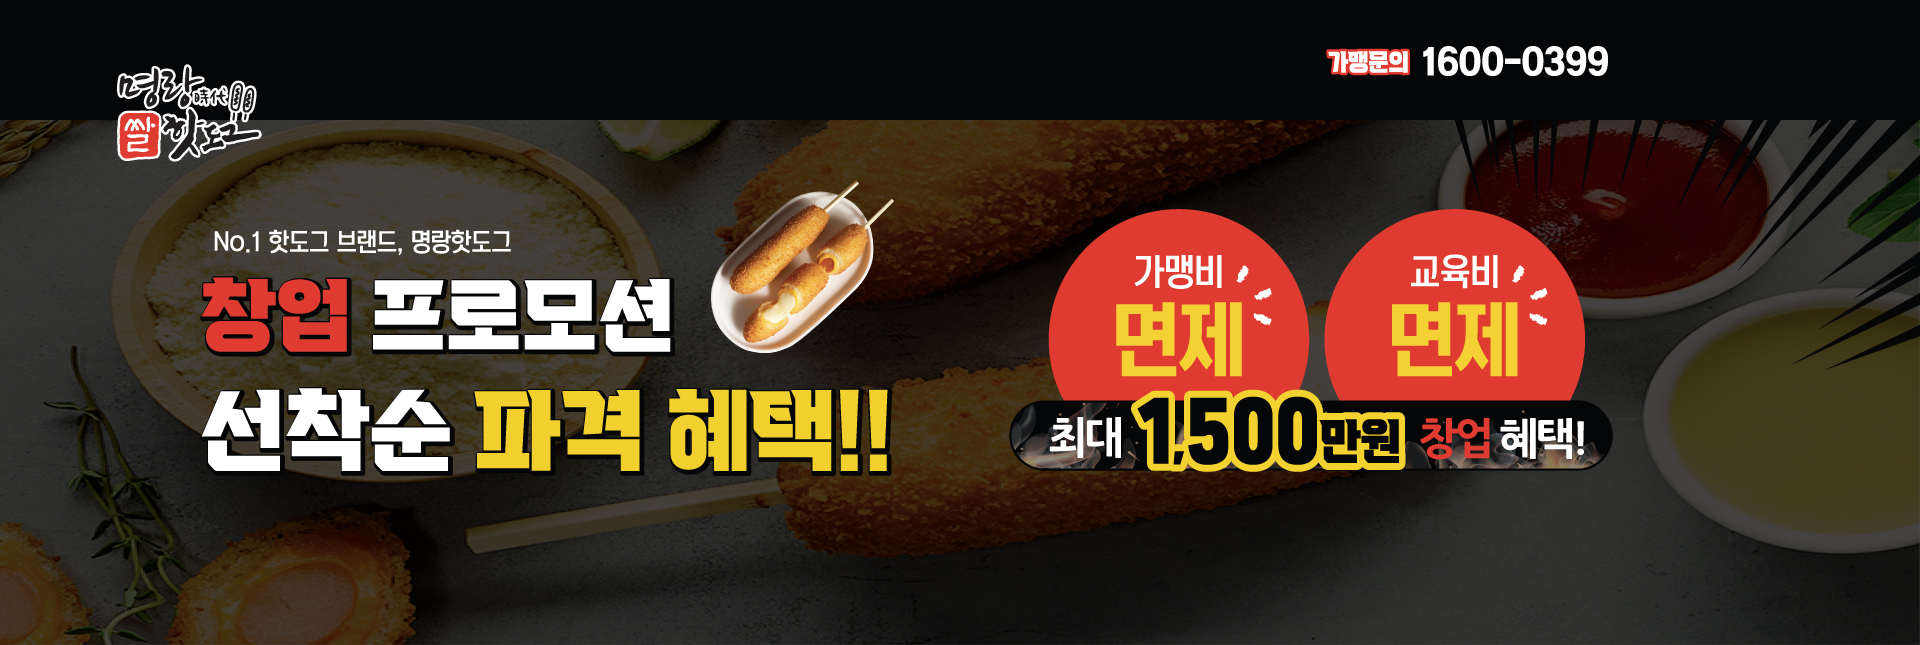 가맹문의 1600-0399
명랑時代
쌀핫도그
No.1 핫도그 브랜드, 명랑핫도그
창업 프로모션
선착순 파격 혜택!!
가맹비
면제
교육비
면제
최대 1,500만원 창업 혜택!